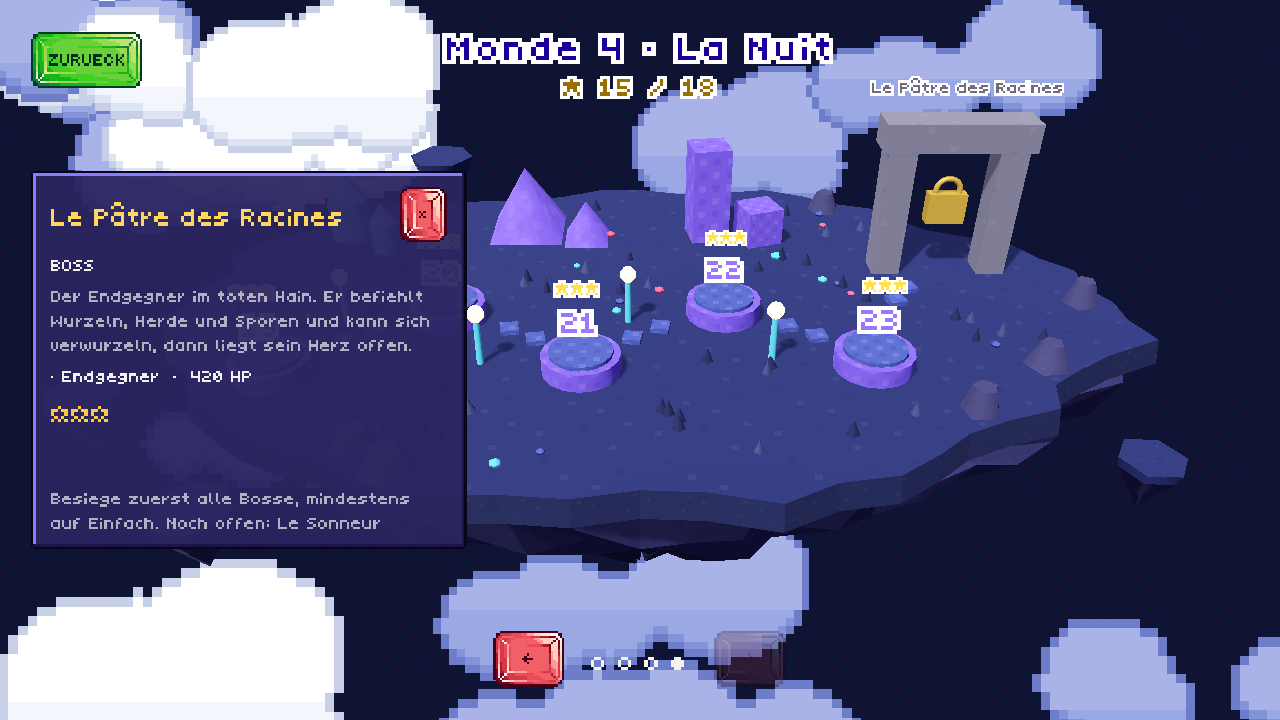 ZURUECK
Monde 4 · La Nuit
15 / 18
Le Pâtre des Racines
Le Pâtre des Racines
x
BOSS
Der Endgegner im toten Hain. Er befiehlt
Wurzeln, Herde und Sporen und kann sich
verwurzeln, dann liegt sein Herz offen.
· Endgegner · 420 HP
Besiege zuerst alle Bosse, mindestens
auf Einfach. Noch offen: Le Sonneur
21
22
23